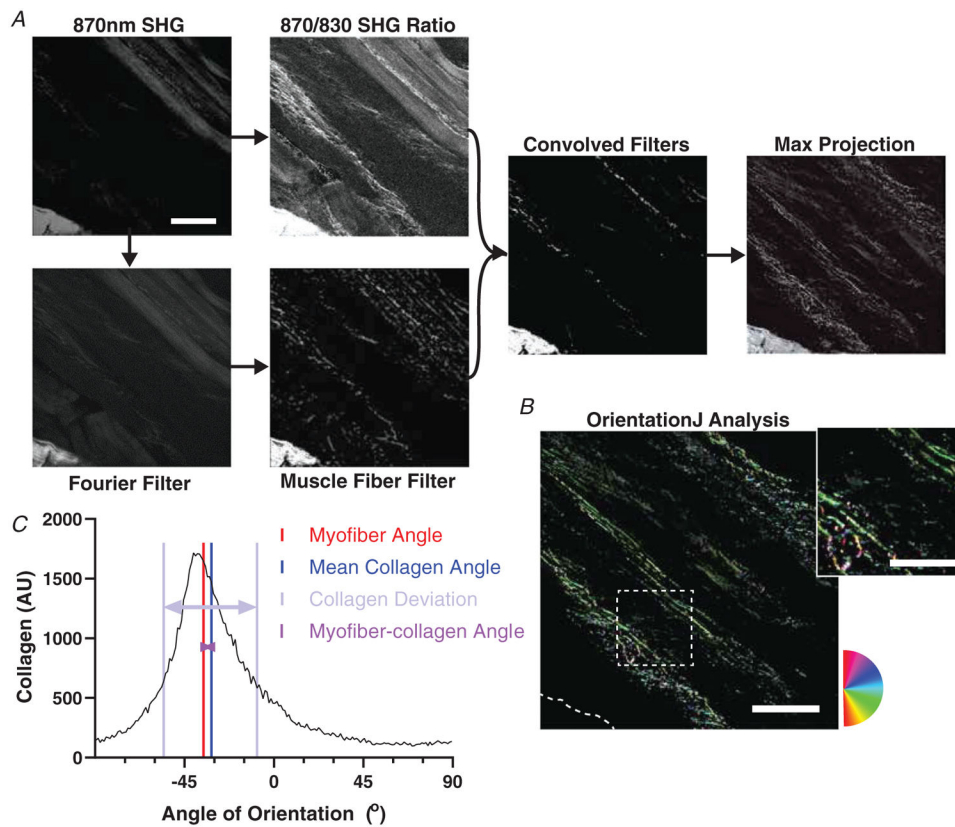 A
870nm SHG
870/830 SHG Ratio
Convolved Filters
Max Projection
Fourier Filter
Muscle Fiber Filter
B
OrientationJ Analysis
C
2000
1500
1000
500
0
Collagen (AU)
-45
0
45
90
Angle of Orientation (º)
Myofiber Angle
Mean Collagen Angle
Collagen Deviation
Myofiber-collagen Angle